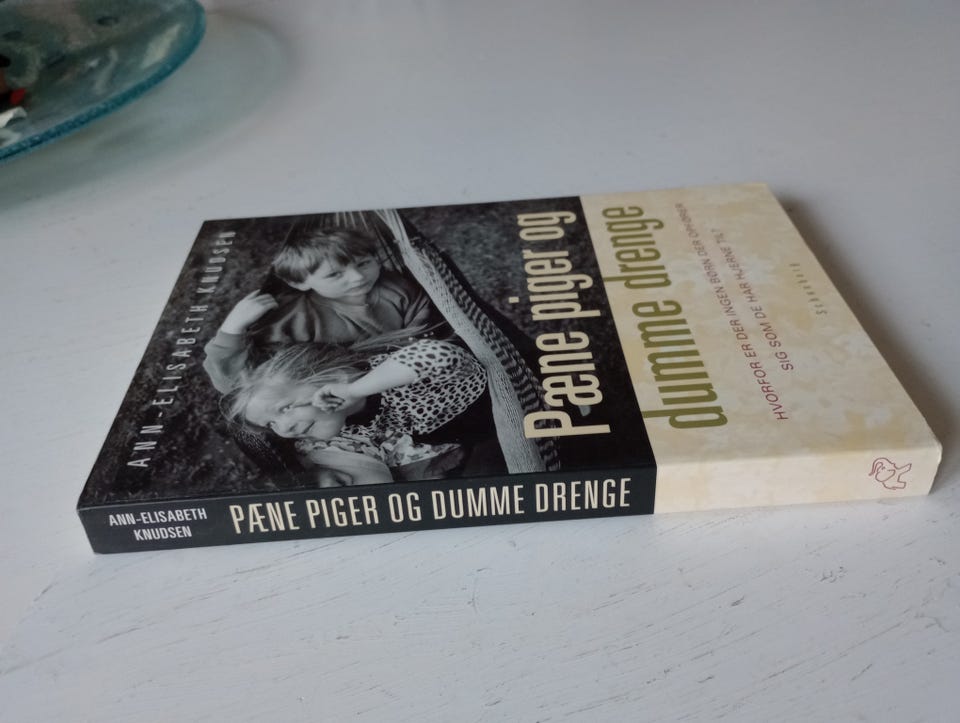 ANN-ELISABETH KNUDSEN
Pæne piger og
dumme drenge
HVORFOR ER DER INGEN BØRN DER OPFØRER
SIG SOM DE HAR HJERNE TIL?
Schønberg
ANN-ELISABETH
KNUDSEN
PÆNE PIGER OG DUMME DRENGE